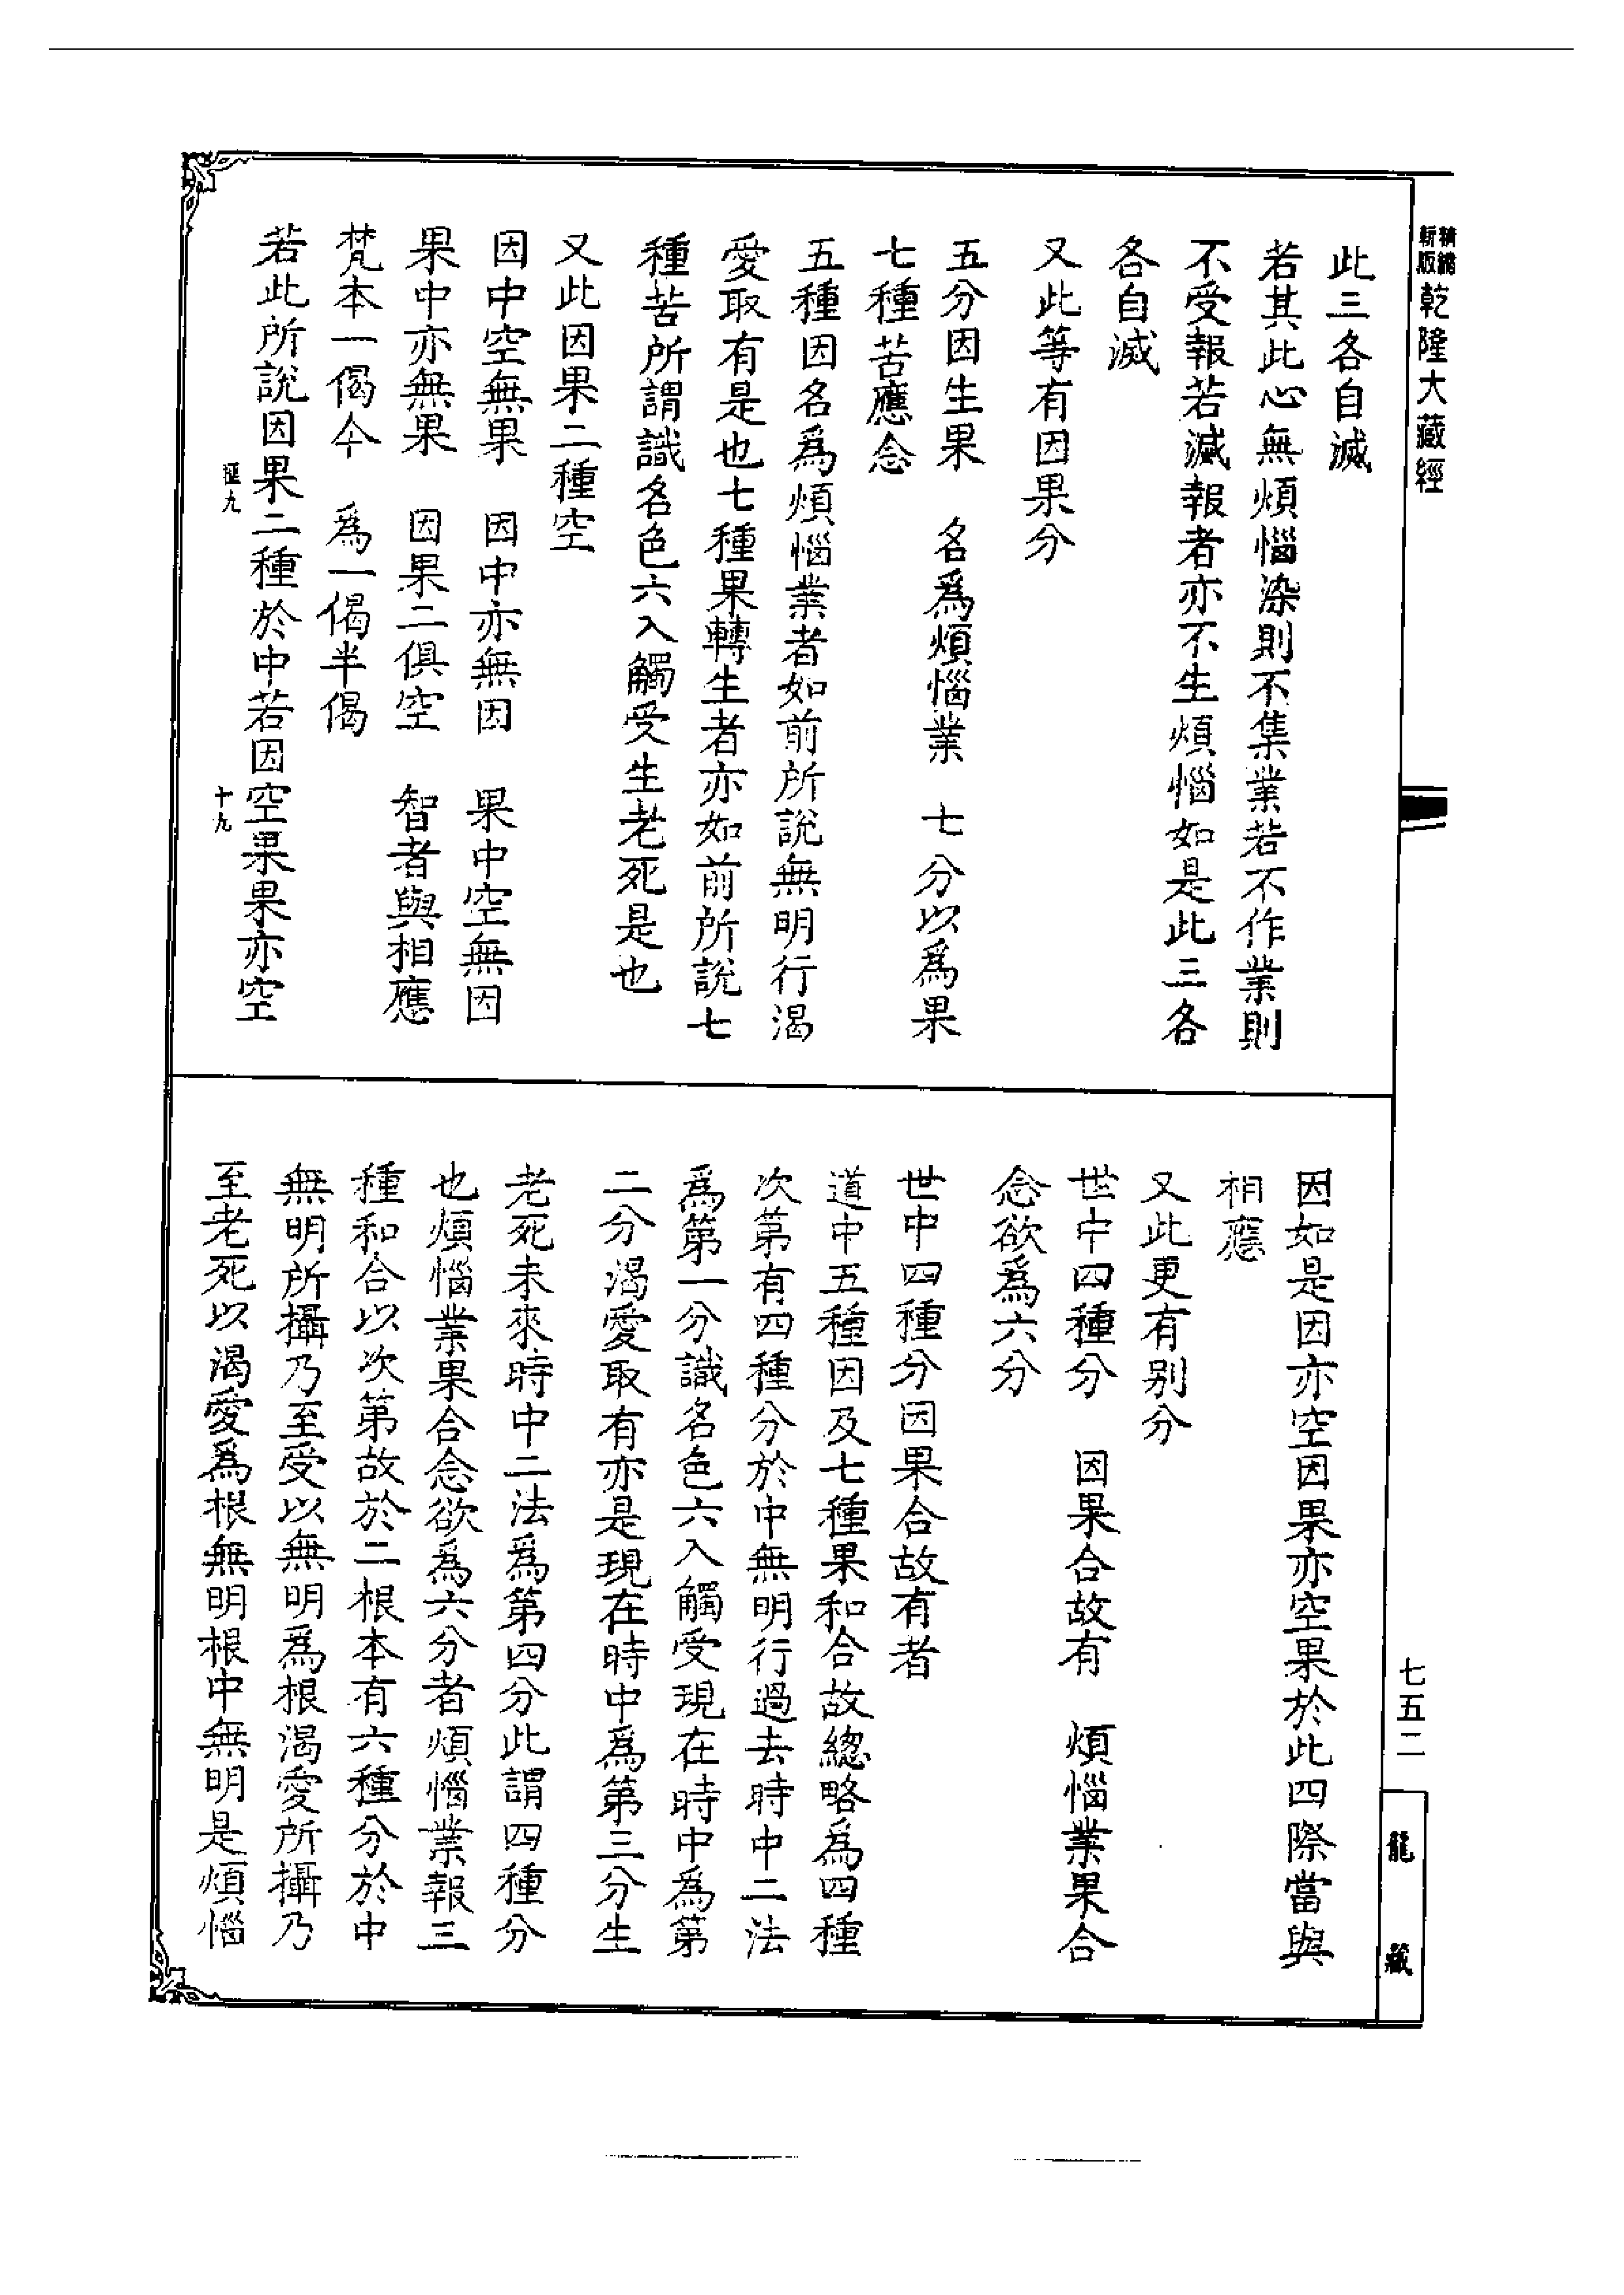 精縮新版乾隆大藏經
此三各自滅
若其此心無煩惱染則不集業若不作業則
不受報若滅報者亦不生煩惱如是此三各
各自滅
又此等有因果分
五分因生果　名為煩惱業　七分以為果
七種苦應念
五種因名為煩惱業者如前所說無明行渴
愛取有是也七種果轉生者亦如前所說七
種苦所謂識名色六入觸受生老死是也
又此因果二種空
因中空無果　因中亦無因　果中空無因
果中亦無果　因果二俱空　智者與相應
梵本一偈今　為一偈半偈
若此所說因果二種於中若因空果果亦空
十九
因如是因亦空因果亦空果於此四際當與
相應
又此更有別分
世中四種分　因果合故有　煩惱業果合
念欲為六分
世中四種分因果合故有者
道中五種因及七種果和合故總略為四種
次第有四種分於中無明行過去時中二法
為第一分識名色六入觸受現在時中為第
二分渴愛取有亦是現在時中為第三分生
老死未來時中二法為第四分此謂四種分
也煩惱業果合念欲為六分者煩惱業報三
種和合以次第故於二根本有六種分於中
無明所攝乃至受以無明為根渴愛所攝乃
至老死以渴愛為根無明根中無明是煩惱
七五二
龍藏